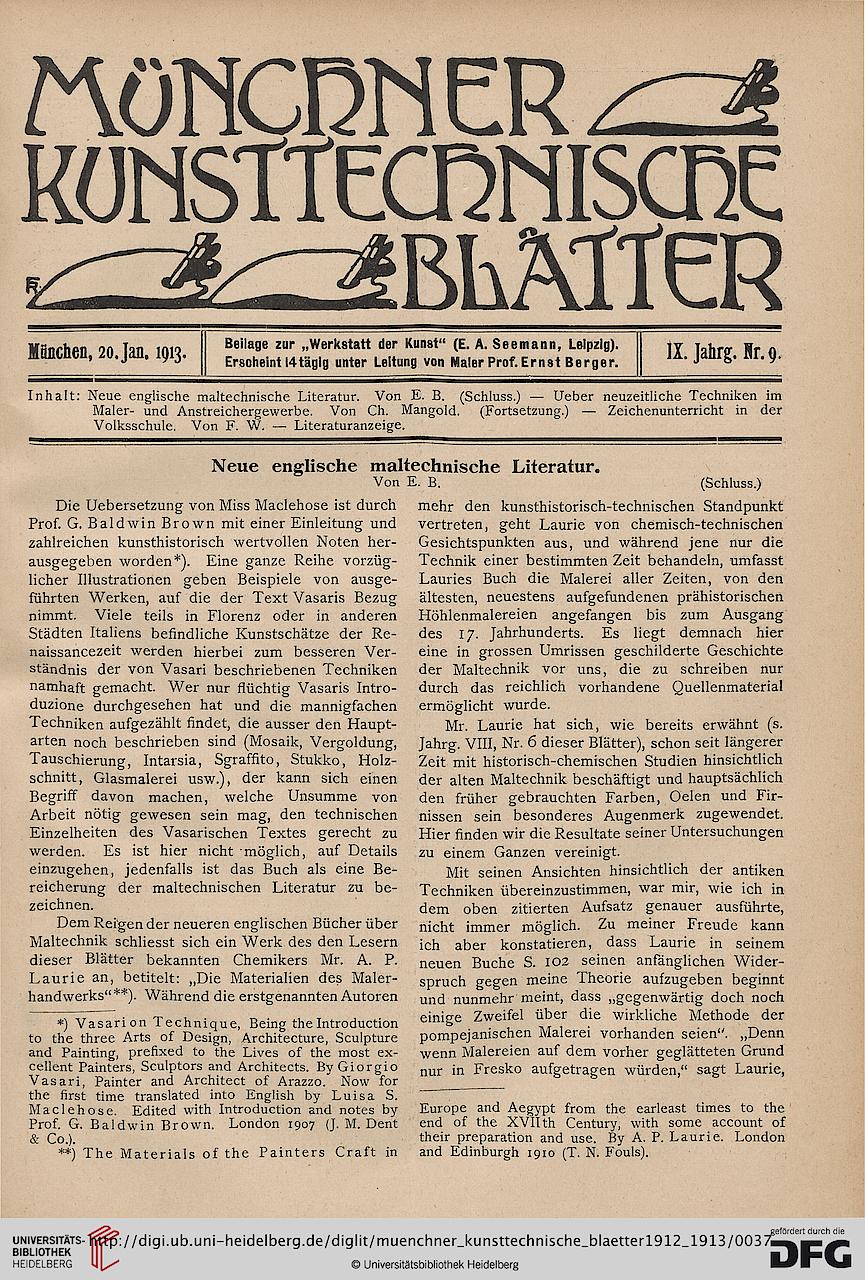 MÜNCHNER
KUNSTTECHNISCHE
BLÄTTER
München, 20. Jan. 1913.
Beilage zur „Werkstatt der Kunst“ (E. A. Seemann, Leipzig).
Erscheint 14 tägig unter Leitung von Maler Prof. Ernst Berger.
IX. Jahrg. Nr. 9.
Inhalt: Neue englische maltechnische Literatur. Von E. B. (Schluss.) — Ueber neuzeitliche Techniken im
Maler- und Anstreichergewerbe. Von Ch. Mangold. (Fortsetzung.) — Zeichenunterricht in der
Volksschule. Von F. W. — Literaturanzeige.
Neue englische maltechnische Literatur.
Von E. B.
(Schluss.)
Die Uebersetzung von Miss Maclehose ist durch
Prof. G. Baldwin Brown mit einer Einleitung und
zahlreichen kunsthistorisch wertvollen Noten her-
ausgegeben worden*). Eine ganze Reihe vorzüg-
licher Illustrationen geben Beispiele von ausge-
führten Werken, auf die der Text Vasaris Bezug
nimmt. Viele teils in Florenz oder in anderen
Städten Italiens befindliche Kunstschätze der Re-
naissancezeit werden hierbei zum besseren Ver-
ständnis der von Vasari beschriebenen Techniken
namhaft gemacht. Wer nur flüchtig Vasaris Intro-
duzione durchgesehen hat und die mannigfachen
Techniken aufgezählt findet, die ausser den Haupt-
arten noch beschrieben sind (Mosaik, Vergoldung,
Tauschierung, Intarsia, Sgraffito, Stukko, Holz-
schnitt, Glasmalerei usw.), der kann sich einen
Begriff davon machen, welche Unsumme von
Arbeit nötig gewesen sein mag, den technischen
Einzelheiten des Vasarischen Textes gerecht zu
werden. Es ist hier nicht möglich, auf Details
einzugehen, jedenfalls ist das Buch als eine Be-
reicherung der maltechnischen Literatur zu be-
zeichnen.
Dem Reigen der neueren englischen Bücher über
Maltechnik schliesst sich ein Werk des den Lesern
dieser Blätter bekannten Chemikers Mr. A. P.
Laurie an, betitelt: „Die Materialien des Maler-
handwerks“**). Während die erstgenannten Autoren
*) Vasari on Technique, Being the Introduction
to the three Arts of Design, Architecture, Sculpture
and Painting, prefixed to the Lives of the most ex-
cellent Painters, Sculptors and Architects. By Giorgio
Vasari, Painter and Architect of Arazzo. Now for
the first time translated into English by Luisa S.
Maclehose. Edited with Introduction and notes by
Prof. G. Baldwin Brown. London 1907 (J. M. Dent
& Co.).
**) The Materials of the Painters Craft in
mehr den kunsthistorisch-technischen Standpunkt
vertreten, geht Laurie von chemisch-technischen
Gesichtspunkten aus, und während jene nur die
Technik einer bestimmten Zeit behandeln, umfasst
Lauries Buch die Malerei aller Zeiten, von den
ältesten, neuestens aufgefundenen prähistorischen
Höhlenmalereien angefangen bis zum Ausgang
des 17. Jahrhunderts. Es liegt demnach hier
eine in grossen Umrissen geschilderte Geschichte
der Maltechnik vor uns, die zu schreiben nur
durch das reichlich vorhandene Quellenmaterial
ermöglicht wurde.
Mr. Laurie hat sich, wie bereits erwähnt (s.
Jahrg. VIII, Nr. 6 dieser Blätter), schon seit längerer
Zeit mit historisch-chemischen Studien hinsichtlich
der alten Maltechnik beschäftigt und hauptsächlich
den früher gebrauchten Farben, Oelen und Fir-
nissen sein besonderes Augenmerk zugewendet.
Hier finden wir die Resultate seiner Untersuchungen
zu einem Ganzen vereinigt.
Mit seinen Ansichten hinsichtlich der antiken
Techniken übereinzustimmen, war mir, wie ich in
dem oben zitierten Aufsatz genauer ausführte,
nicht immer möglich. Zu meiner Freude kann
ich aber konstatieren, dass Laurie in seinem
neuen Buche S. 102 seinen anfänglichen Wider-
spruch gegen meine Theorie aufzugeben beginnt
und nunmehr meint, dass „gegenwärtig doch noch
einige Zweifel über die wirkliche Methode der
pompejanischen Malerei vorhanden seien“. „Denn
wenn Malereien auf dem vorher geglätteten Grund
nur in Fresko aufgetragen würden,“ sagt Laurie,
Europe and Aegypt from the earleast times to the
end of the XVIIth Century, with some account of
their preparation and use. By A. P. Laurie. London
and Edinburgh 1910 (T. N. Fouls).
UNIVERSITÄTS-
BIBLIOTHEK
HEIDELBERG
http://digi.ub.uni-heidelberg.de/diglit/muenchner_kunsttechnische_blaetter1912_1913/0037
© Universitätsbibliothek Heidelberg
gefördert durch die
DFG